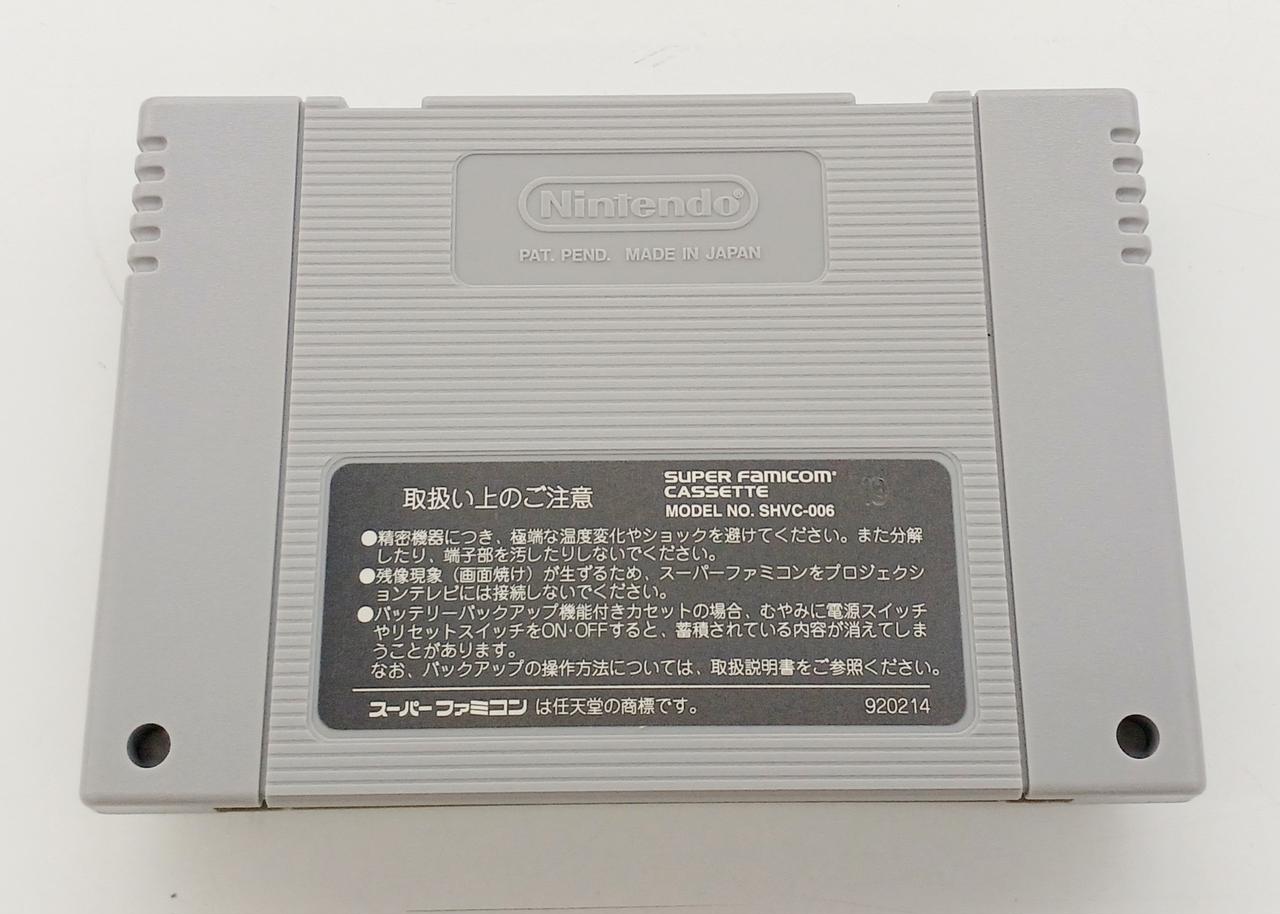 Nintendo®
PAT. PEND. MADE IN JAPAN
取扱い上のご注意
SUPER FAMICOM
CASSETTE
MODEL NO. SHVC-006
19
●精密機器につき、極端な温度変化やショックを避けてください。また分解
したり、端子部を汚したりしないでください。
●残像現象（画面焼け）が生ずるため、スーパーファミコンをプロジェクシ
ョンテレビには接続しないでください。
●バッテリーバックアップ機能付きカセットの場合、むやみに電源スイッチ
やリセットスイッチをON·OFFすると、蓄積されている内容が消えてしま
うことがあります。
なお、バックアップの操作方法については、取扱説明書をご参照ください。
スーパーファミコン は任天堂の商標です。
920214